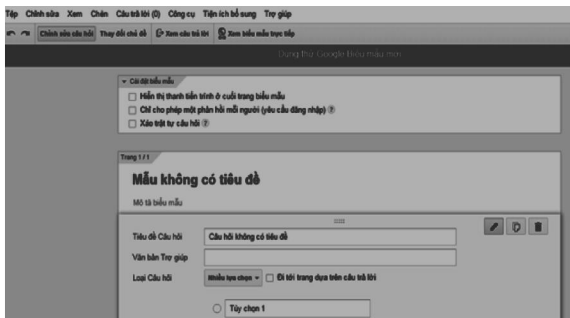 Tệp Chỉnh sửa Xem Chèn Câu trả lời (0) Công cụ Tiện ích bổ sung Trợ giúp
Chỉnh sửa câu hỏi Thay đổi chủ đề Xem câu trả lời Xem biểu mẫu trực tiếp
Dùng thử Google Biểu mẫu mới
Cài đặt biểu mẫu
Hiển thị thanh tiến trình ở cuối trang biểu mẫu
Chỉ cho phép một phản hồi mỗi người (yêu cầu đăng nhập) ?
Xáo trật tự câu hỏi ?
Trang 1 / 1
Mẫu không có tiêu đề
Mô tả biểu mẫu
Tiêu đề Câu hỏi Câu hỏi không có tiêu đề
Văn bản Trợ giúp
Loại Câu hỏi Nhiều lựa chọn Đi tới trang dựa trên câu trả lời
Tùy chọn 1